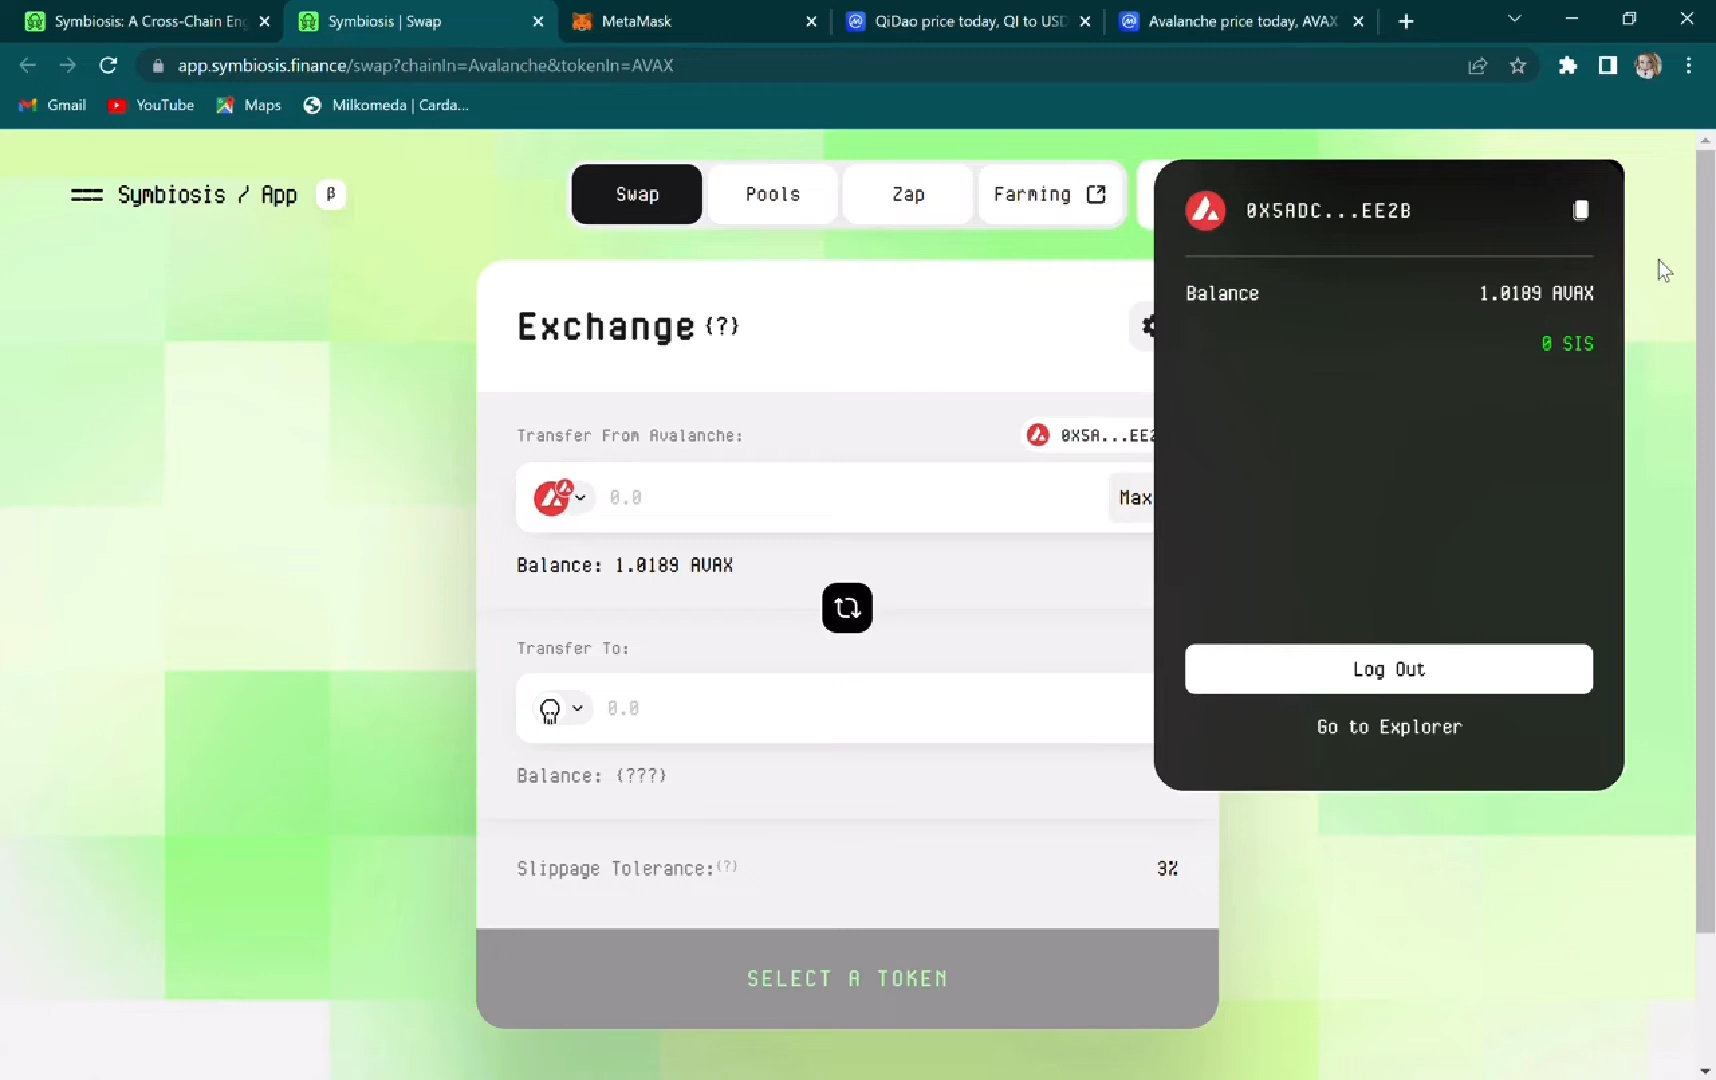 Symbiosis: A Cross-Chain Eng
Symbiosis | Swap
MetaMask
QiDao price today, QI to USD
Avalanche price today, AVAX
app.symbiosis.finance/swap?chainIn=Avalanche&tokenIn=AVAX
Gmail
YouTube
Maps
Milkomeda | Carda...
Symbiosis / App β
Swap
Pools
Zap
Farming
0X5ADC...EE2B
Balance
1.0189 AVAX
0 SIS
Log Out
Go to Explorer
Exchange {?}
Transfer From Avalanche:
0X5A...EE2
0.0
Max
Balance: 1.0189 AVAX
Transfer To:
0.0
Balance: {???}
Slippage Tolerance:(?)
3%
SELECT A TOKEN